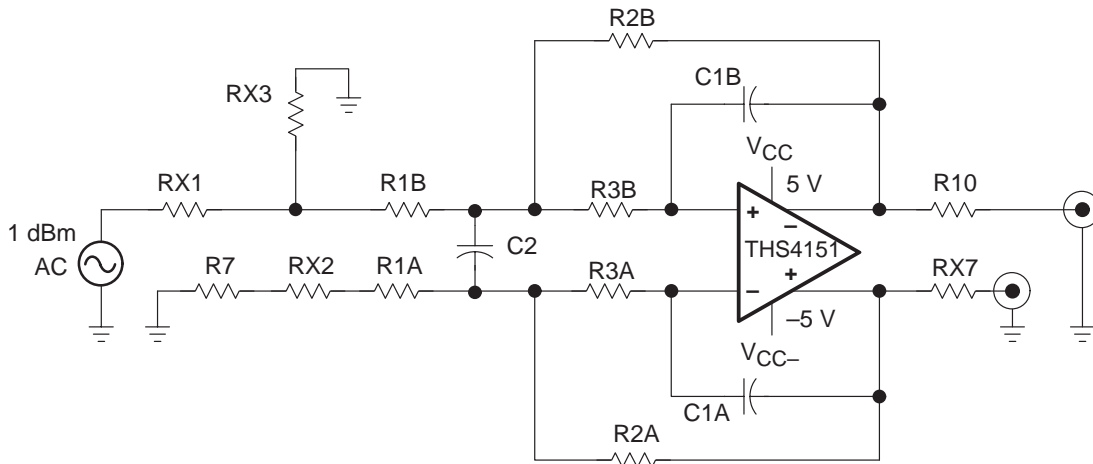 R2B
C1B
RX3
VCC
5 V
RX1
R1B
R3B
R10
+
–
1 dBm
AC
C2
THS4151
R7
RX2
R1A
R3A
+
–
RX7
–5 V
VCC–
C1A
R2A